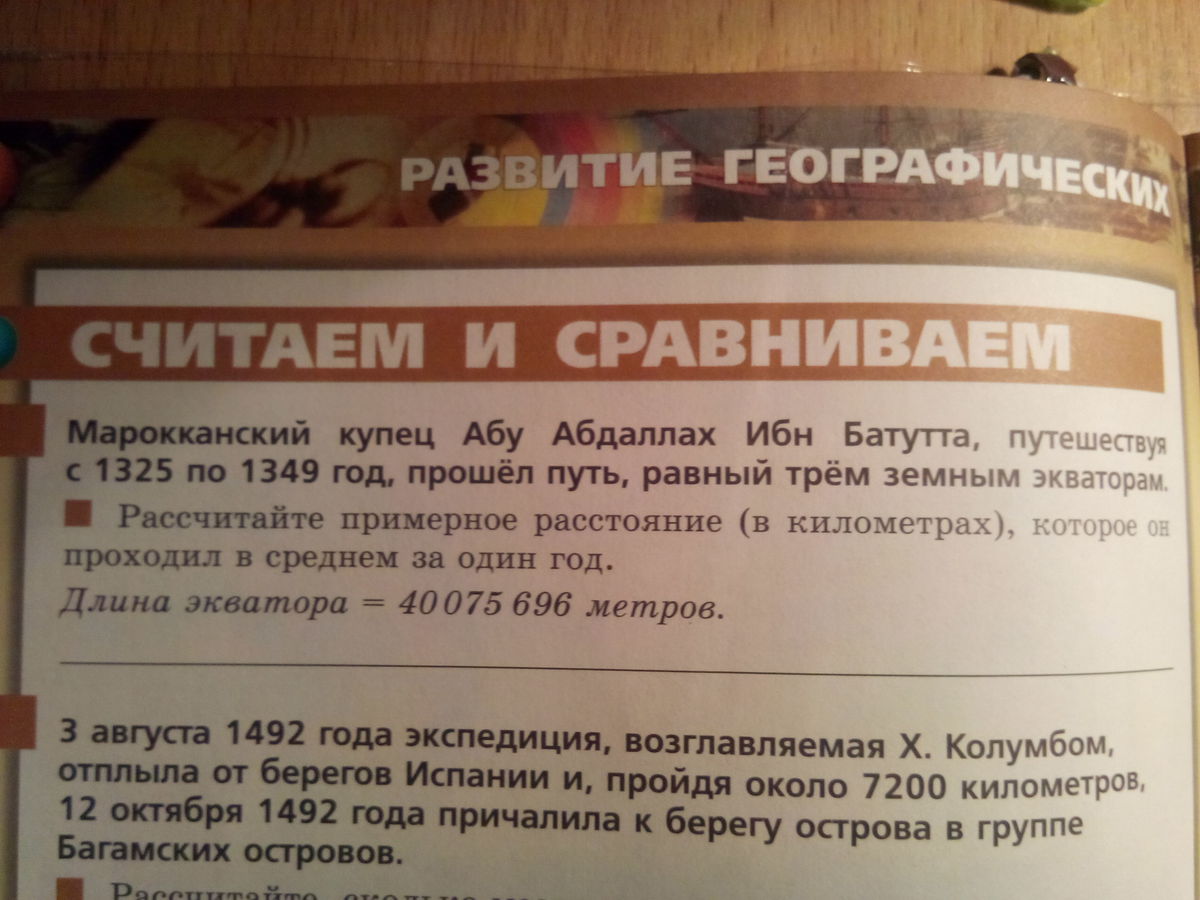 РАЗВИТИЕ ГЕОГРАФИЧЕСКИХ
СЧИТАЕМ И СРАВНИВАЕМ
Марокканский купец Абу Абдаллах Ибн Батутта, путешествуя
с 1325 по 1349 год, прошёл путь, равный трём земным экваторам.
Рассчитайте примерное расстояние (в километрах), которое он
проходил в среднем за один год.
Длина экватора = 40 075 696 метров.
3 августа 1492 года экспедиция, возглавляемая Х. Колумбом,
отплыла от берегов Испании и, пройдя около 7200 километров,
12 октября 1492 года причалила к берегу острова в группе
Багамских островов.
Рассчитайте, сколько